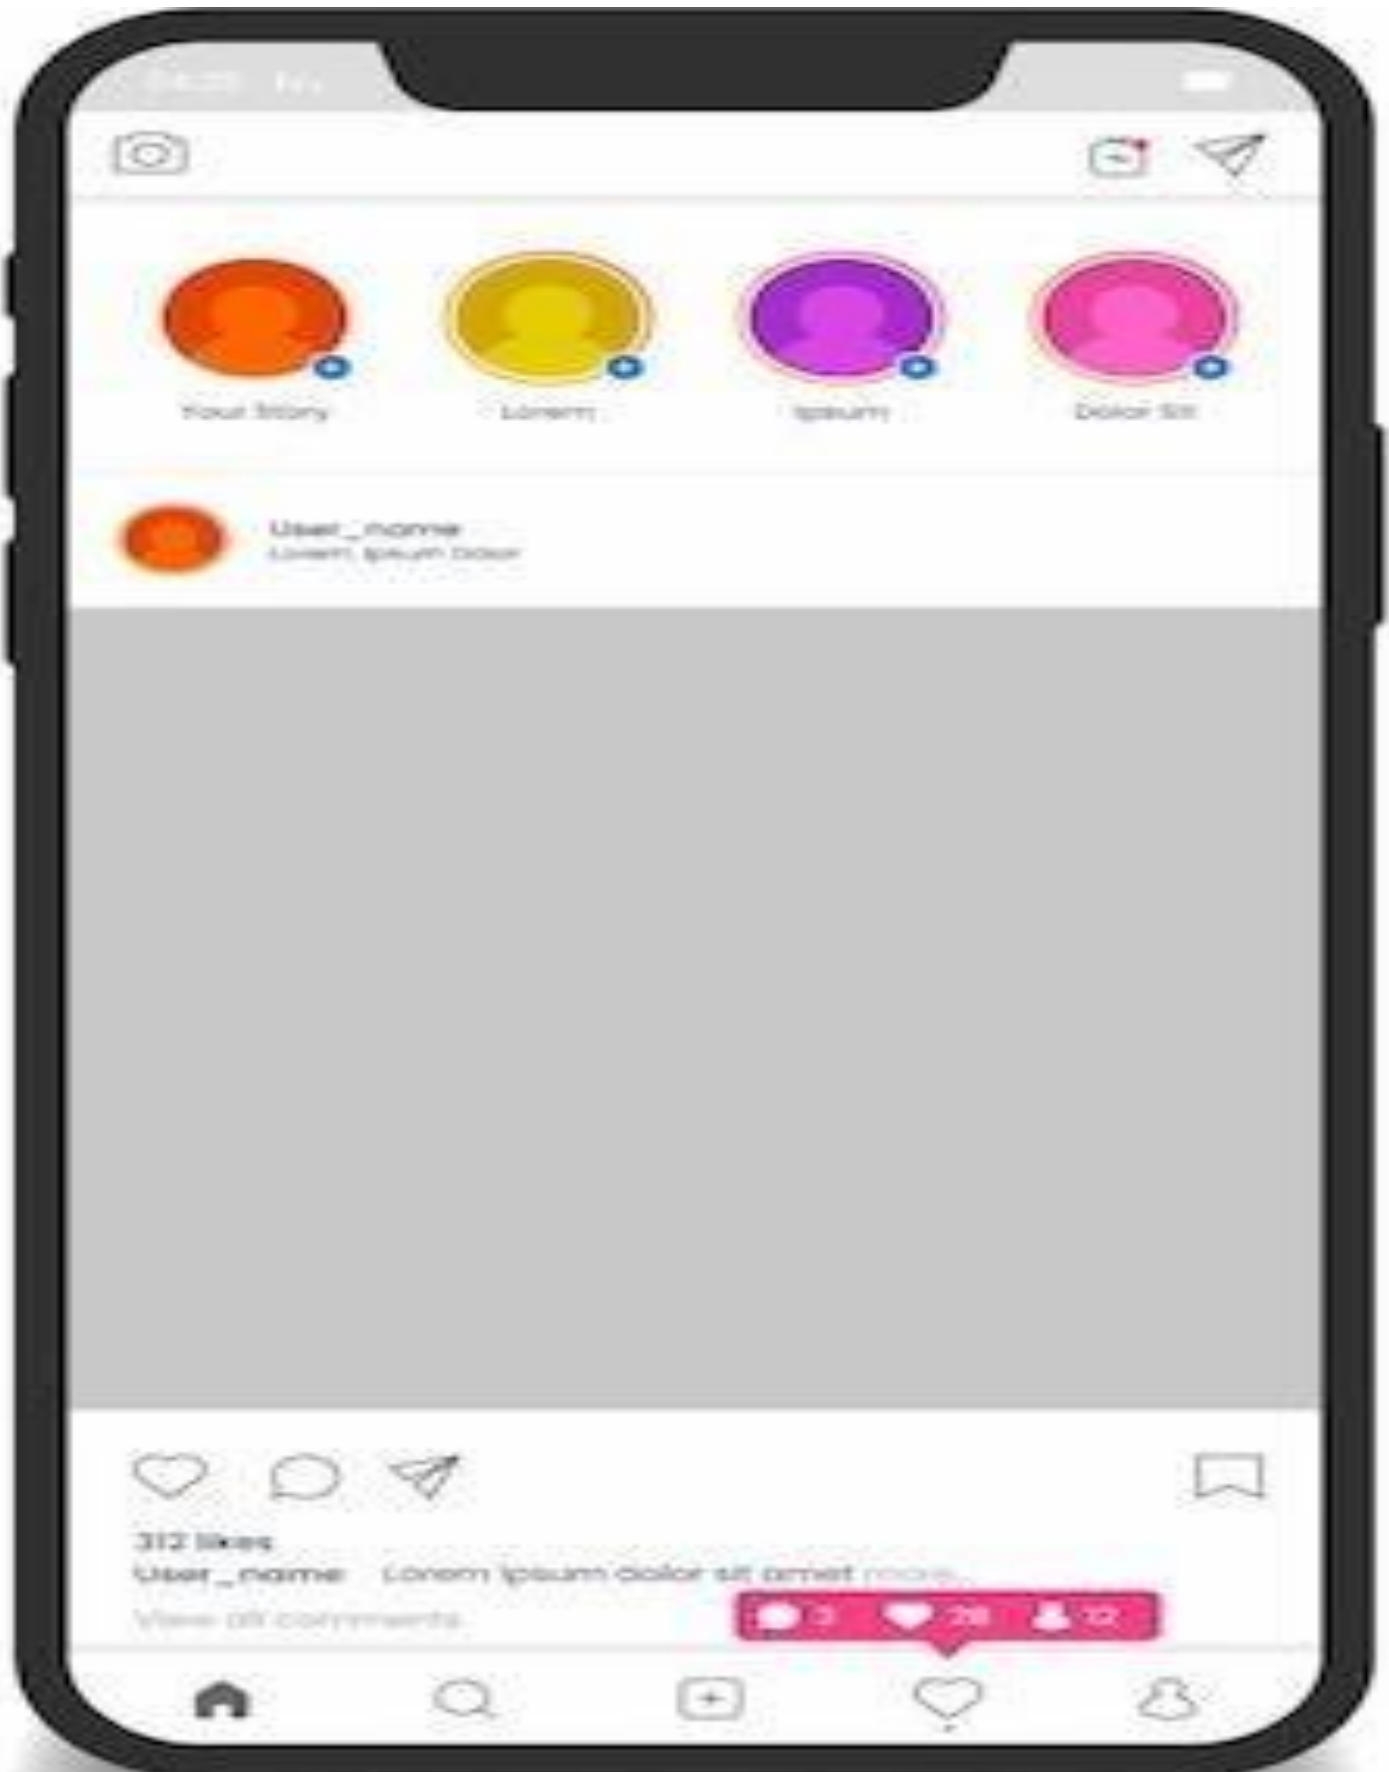 Your Story
Lorem
Ipsum
Dolor Sit
User_name
Lorem Ipsum Dolor
312 likes
User_name Lorem Ipsum dolor sit amet more
View all comments